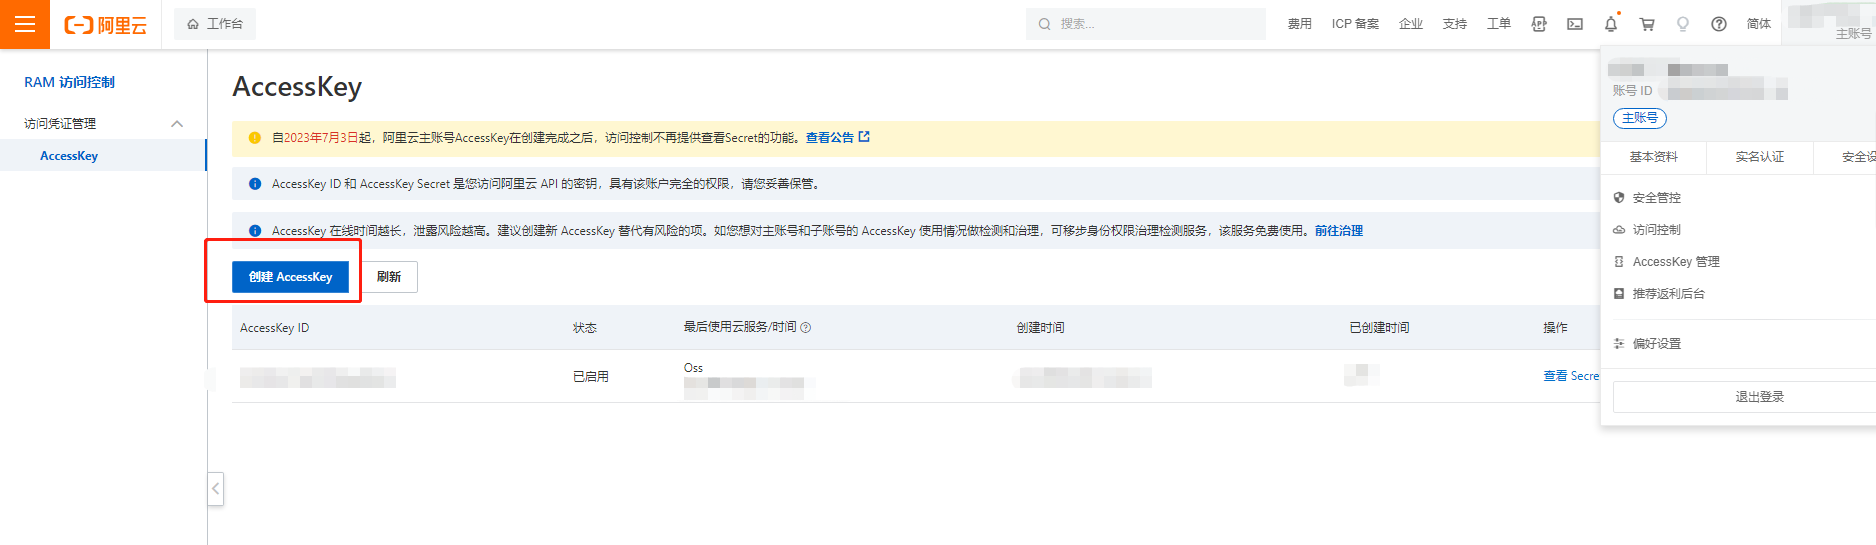 阿里云
工作台
搜索...
费用
ICP 备案
企业
支持
工单
简体
主账号
RAM 访问控制
访问凭证管理
AccessKey
AccessKey
自2023年7月3日起，阿里云主账号AccessKey在创建完成之后，访问控制不再提供查看Secret的功能。查看公告
AccessKey ID 和 AccessKey Secret 是您访问阿里云 API 的密钥，具有该账户完全的权限，请您妥善保管。
AccessKey 在线时间越长，泄露风险越高。建议创建新 AccessKey 替代有风险的项。如您想对主账号和子账号的 AccessKey 使用情况做检测和治理，可移步身份权限治理检测服务，该服务免费使用。前往治理
创建 AccessKey
刷新
AccessKey ID
状态
最后使用云服务/时间
创建时间
已创建时间
操作
已启用
Oss
查看 Secre
账号 ID
主账号
基本资料
实名认证
安全设
安全管控
访问控制
AccessKey 管理
推荐返利后台
偏好设置
退出登录